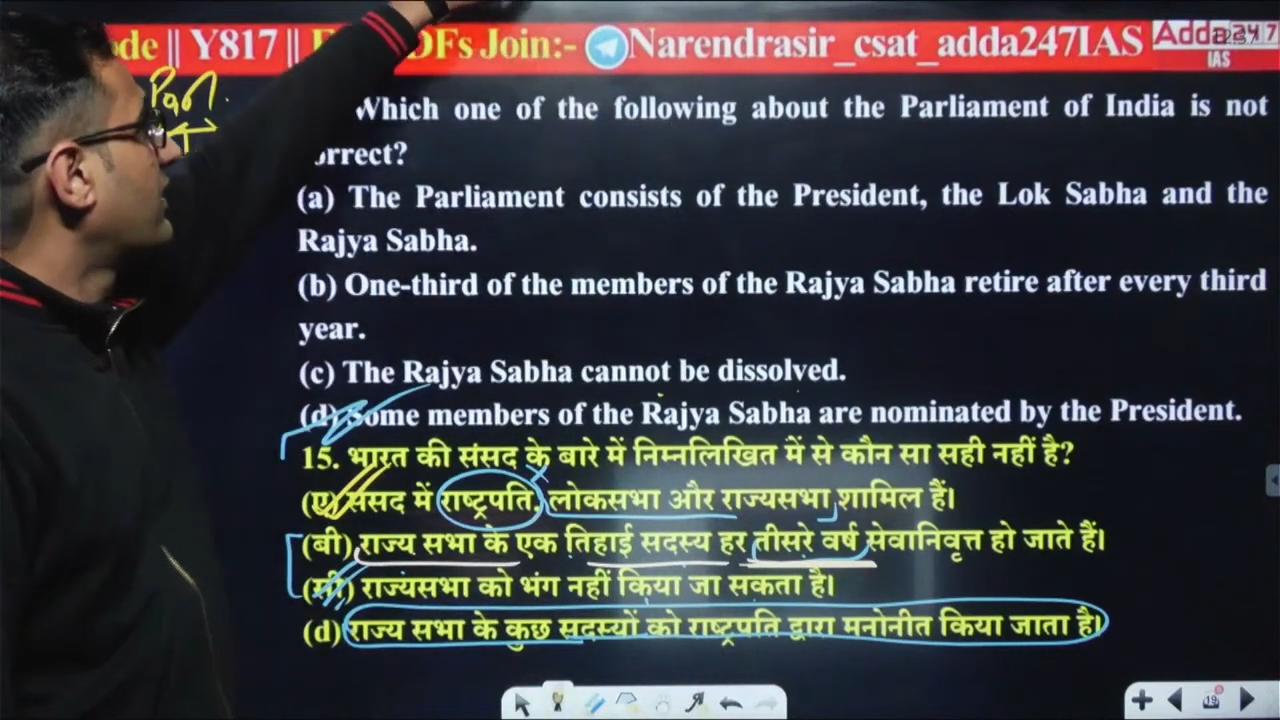 ode || Y817 || DFs Join:- Narendrasir_csat_adda247IAS Adda247
IAS
Which one of the following about the Parliament of India is not
orrect?
(a) The Parliament consists of the President, the Lok Sabha and the
Rajya Sabha.
(b) One-third of the members of the Rajya Sabha retire after every third
year.
(c) The Rajya Sabha cannot be dissolved.
(d) Some members of the Rajya Sabha are nominated by the President.
15. भारत की संसद के बारे में निम्नलिखित में से कौन सा सही नहीं है?
(ए) संसद में राष्ट्रपति, लोकसभा और राज्यसभा शामिल हैं।
(बी) राज्य सभा के एक तिहाई सदस्य हर तीसरे वर्ष सेवानिवृत्त हो जाते हैं।
(सी) राज्यसभा को भंग नहीं किया जा सकता है।
(d) राज्य सभा के कुछ सदस्यों को राष्ट्रपति द्वारा मनोनीत किया जाता है।
19